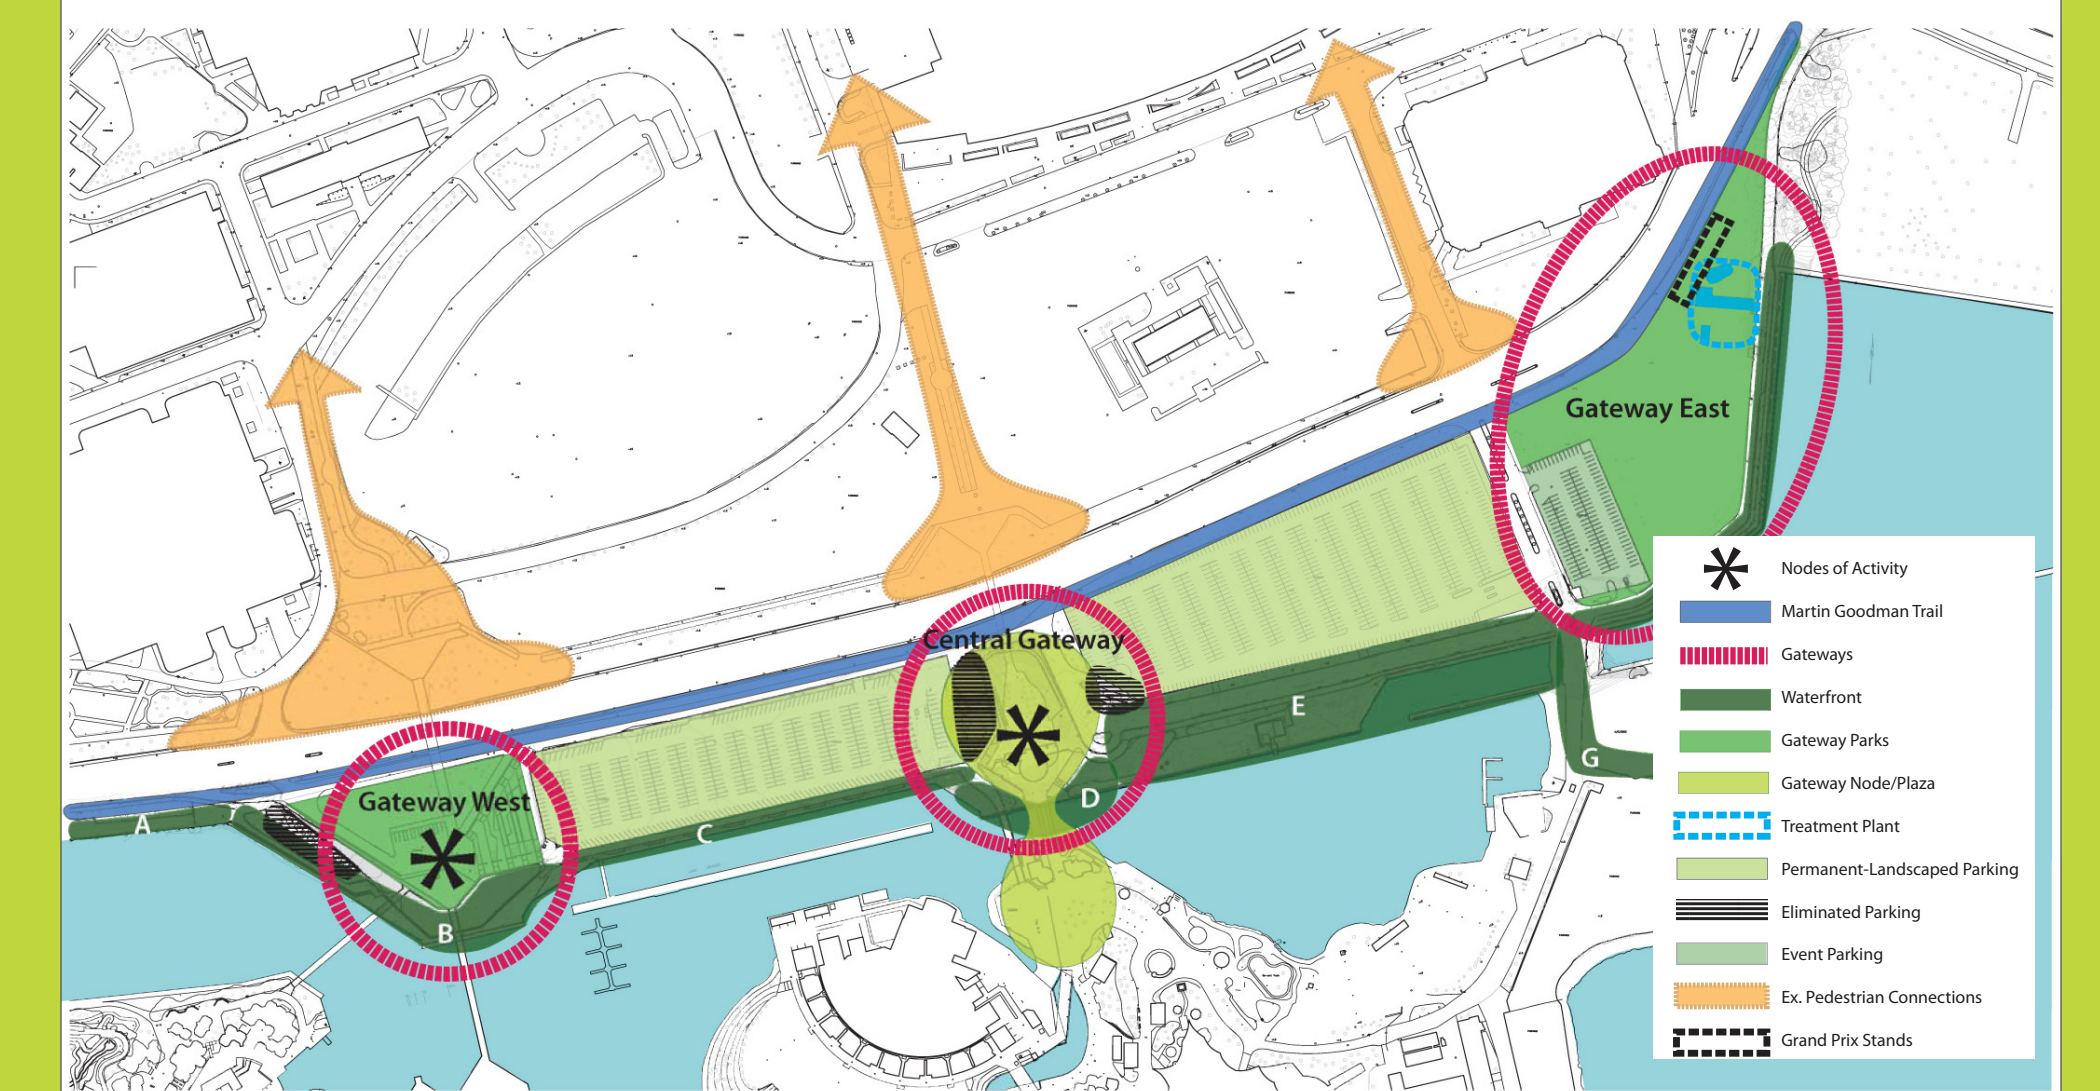 Gateway East
Central Gateway
Gateway West
A
B
C
D
E
G
Nodes of Activity
Martin Goodman Trail
Gateways
Waterfront
Gateway Parks
Gateway Node/Plaza
Treatment Plant
Permanent-Landscaped Parking
Eliminated Parking
Event Parking
Ex. Pedestrian Connections
Grand Prix Stands